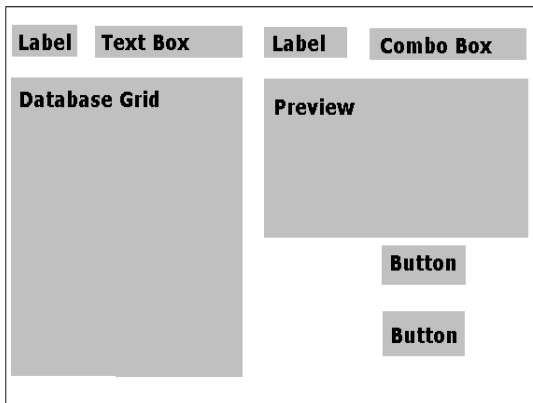 Label Text Box Label Combo Box
Database Grid
Preview
Button
Button